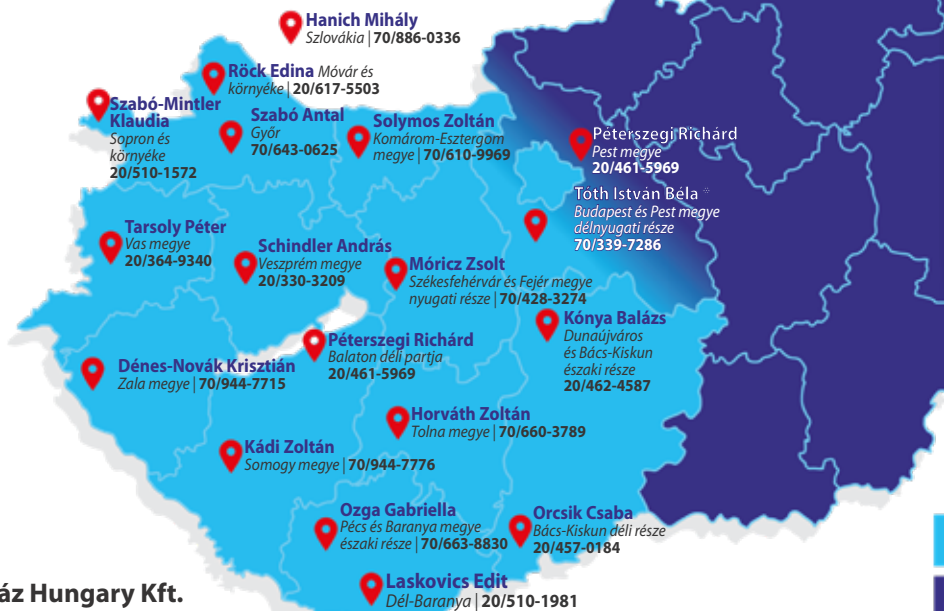 Hanich Mihály
Szlovákia | 70/886-0336
Röck Edina Móvár és
környéke | 20/617-5503
Szabó-Mintler
Klaudia
Sopron és
környéke
20/510-1572
Szabó Antal
Győr
70/643-0625
Solymos Zoltán
Komárom-Esztergom
megye | 70/610-9969
Péterszegi Richárd
Pest megye
20/461-5969
Tóth István Béla *
Budapest és Pest megye
délnyugati része
70/339-7286
Tarsoly Péter
Vas megye
20/364-9340
Schindler András
Veszprém megye
20/330-3209
Móricz Zsolt
Székesfehérvár és Fejér megye
nyugati része | 70/428-3274
Kónya Balázs
Dunaújváros
és Bács-Kiskun
északi része
20/462-4587
Péterszegi Richárd
Balaton déli partja
20/461-5969
Dénes-Novák Krisztián
Zala megye | 70/944-7715
Horváth Zoltán
Tolna megye | 70/660-3789
Kádi Zoltán
Somogy megye | 70/944-7776
Ozga Gabriella
Pécs és Baranya megye
északi része | 70/663-8830
Orcsik Csaba
Bács-Kiskun déli része
20/457-0184
Laskovics Edit
Dél-Baranya | 20/510-1981
áz Hungary Kft.